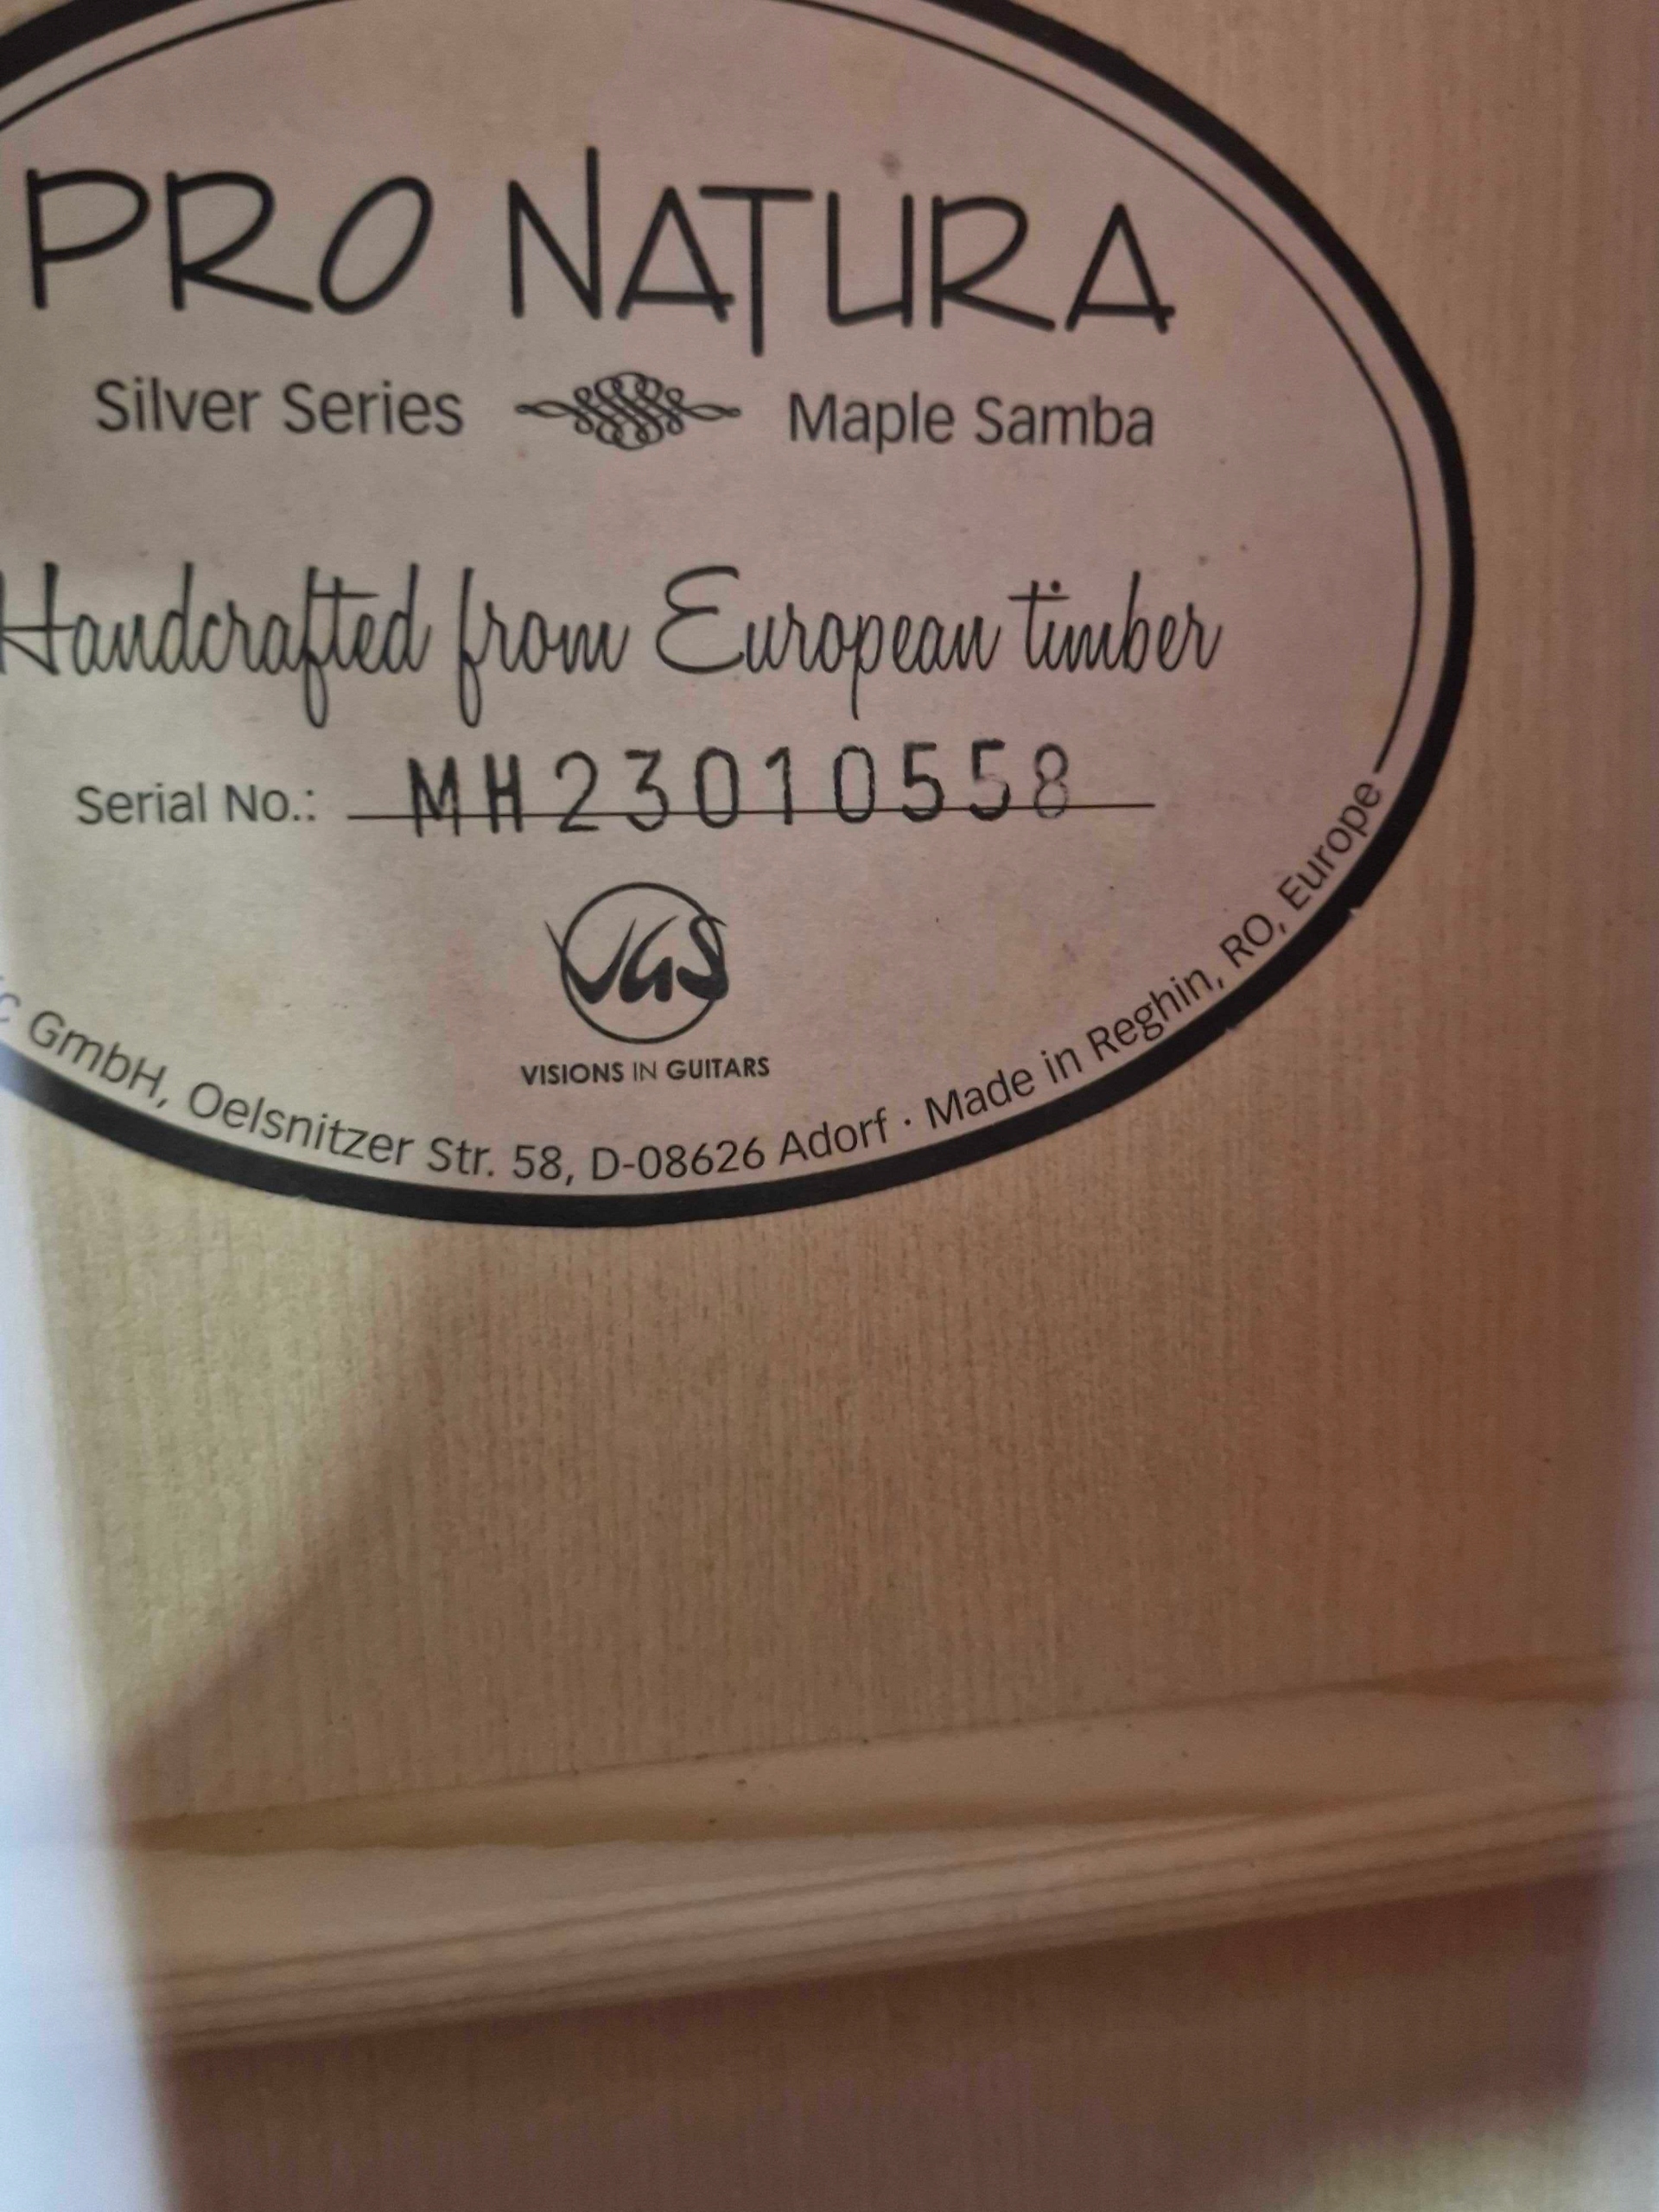 PRO NATURA
Silver Series Maple Samba
Handcrafted from European timber
Serial No.: MH23010558
VGS
VISIONS IN GUITARS
GmbH, Oelsnitzer Str. 58, D-08626 Adorf · Made in Reghin, RO, Europe